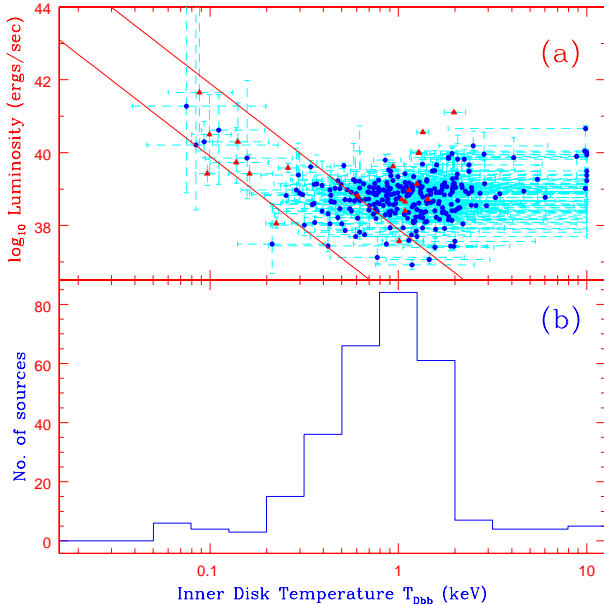 44
42
40
38
log₁₀ Luminosity (ergs/sec)
(a)
80
60
40
20
0
No. of sources
(b)
0.1
1
10
Inner Disk Temperature T_Dbb (keV)